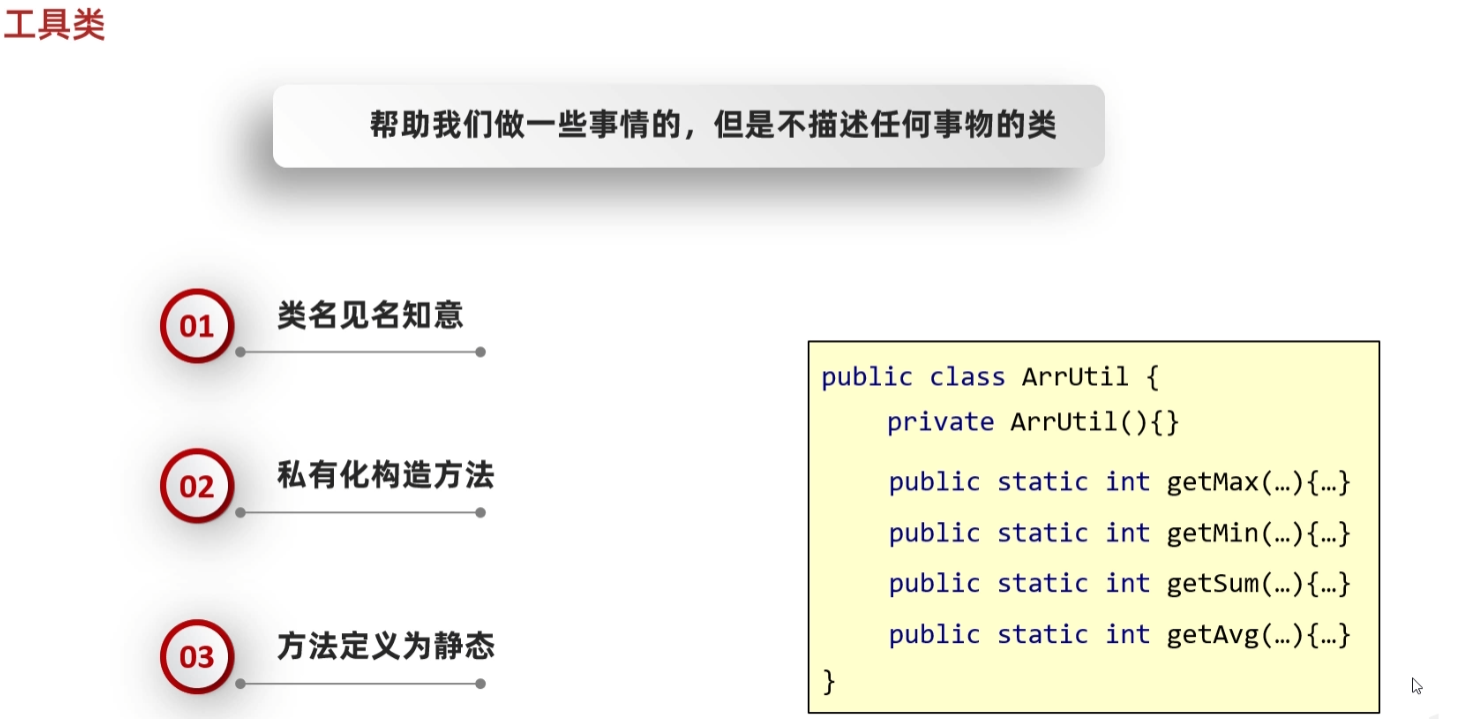 工具类
帮助我们做一些事情的，但是不描述任何事物的类
01 类名见名知意
02 私有化构造方法
03 方法定义为静态
public class ArrUtil {
private ArrUtil(){}
public static int getMax(…){…}
public static int getMin(…){…}
public static int getSum(…){…}
public static int getAvg(…){…}
}